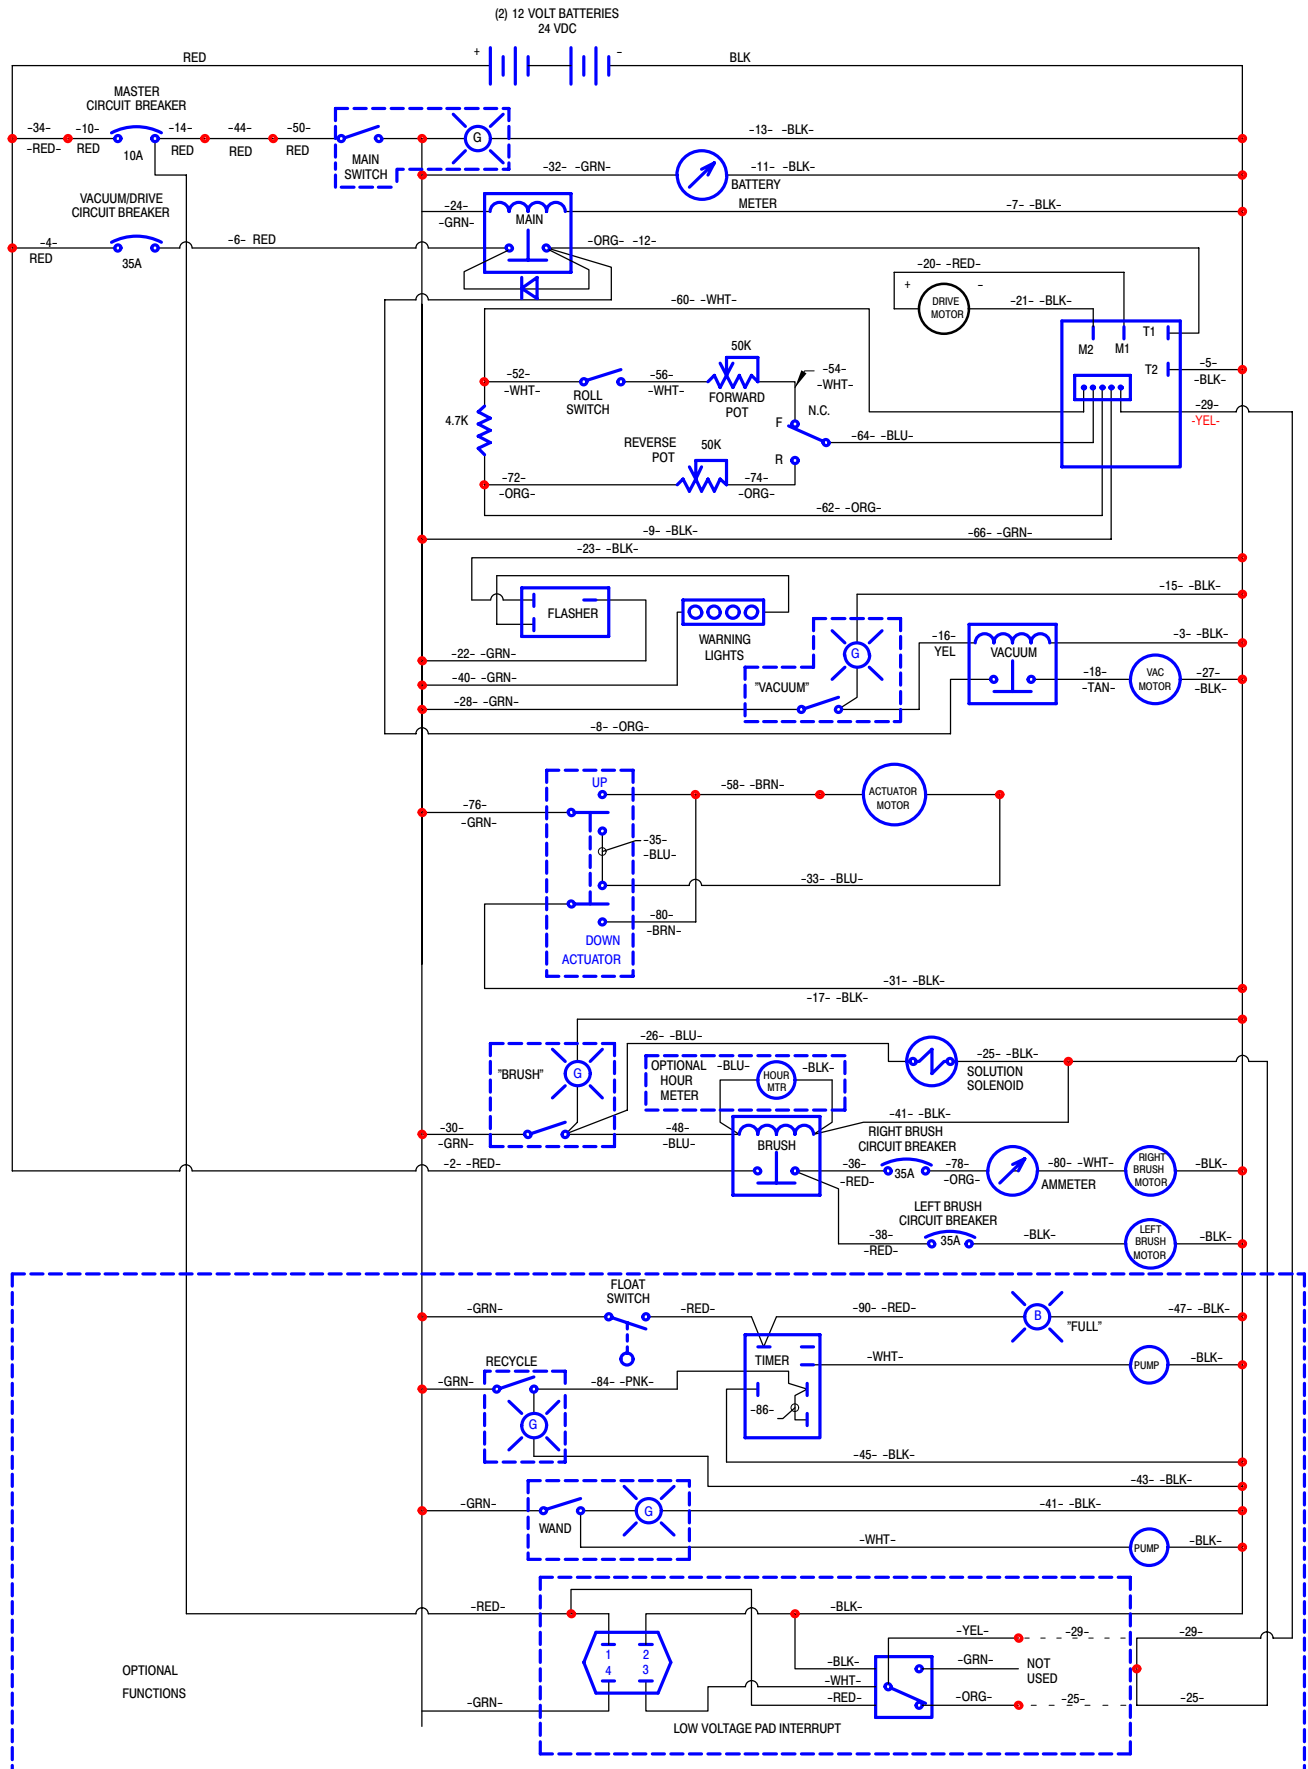 (2) 12 VOLT BATTERIES
24 VDC
+
−
RED
BLK
MASTER
CIRCUIT BREAKER
-34-
-RED-
-10-
RED
10A
-14-
RED
-44-
RED
-50-
RED
MAIN
SWITCH
G
-13- -BLK-
-32- -GRN-
-11- -BLK-
BATTERY
METER
VACUUM/DRIVE
CIRCUIT BREAKER
-24-
-GRN-
MAIN
-7- -BLK-
-4-
RED
35A
-6- RED
-ORG- -12-
-20- -RED-
+
−
DRIVE
MOTOR
-21- -BLK-
-60- -WHT-
M2
M1
T1
T2
-5-
-BLK-
-29-
-YEL-
50K
-52-
-WHT-
ROLL
SWITCH
-56-
-WHT-
FORWARD
POT
-54-
-WHT-
N.C.
4.7K
F
REVERSE
POT
50K
R
-64- -BLU-
-72-
-ORG-
-74-
-ORG-
-62- -ORG-
-9- -BLK-
-66- -GRN-
-23- -BLK-
-15- -BLK-
FLASHER
WARNING
LIGHTS
G
-16-
YEL
VACUUM
-3- -BLK-
-22- -GRN-
-40- -GRN-
-28- -GRN-
"VACUUM"
-18-
-TAN-
VAC
MOTOR
-27-
-BLK-
-8- -ORG-
UP
-58- -BRN-
ACTUATOR
MOTOR
-76-
-GRN-
-35-
-BLU-
-33- -BLU-
-80-
-BRN-
DOWN
ACTUATOR
-31- -BLK-
-17- -BLK-
-26- -BLU-
"BRUSH"
G
OPTIONAL
HOUR
METER
-BLU-
HOUR
MTR
-BLK-
-25- -BLK-
SOLUTION
SOLENOID
-41- -BLK-
-30-
-GRN-
-48-
-BLU-
BRUSH
RIGHT BRUSH
CIRCUIT BREAKER
-2- -RED-
-36-
-RED-
35A
-78-
-ORG-
AMMETER
-80- -WHT-
RIGHT
BRUSH
MOTOR
-BLK-
LEFT BRUSH
CIRCUIT BREAKER
-38-
-RED-
35A
-BLK-
LEFT
BRUSH
MOTOR
-BLK-
FLOAT
SWITCH
-GRN-
-RED-
-90- -RED-
B
"FULL"
-47- -BLK-
TIMER
-WHT-
PUMP
-BLK-
RECYCLE
-GRN-
-84- -PNK-
-86-
G
-45- -BLK-
-43- -BLK-
-GRN-
WAND
G
-41- -BLK-
-WHT-
PUMP
-BLK-
-RED-
-BLK-
-YEL-
-29-
-29-
1
2
4
3
-BLK-
-GRN-
NOT
USED
-WHT-
-RED-
-ORG-
-25-
-25-
-GRN-
LOW VOLTAGE PAD INTERRUPT
OPTIONAL
FUNCTIONS